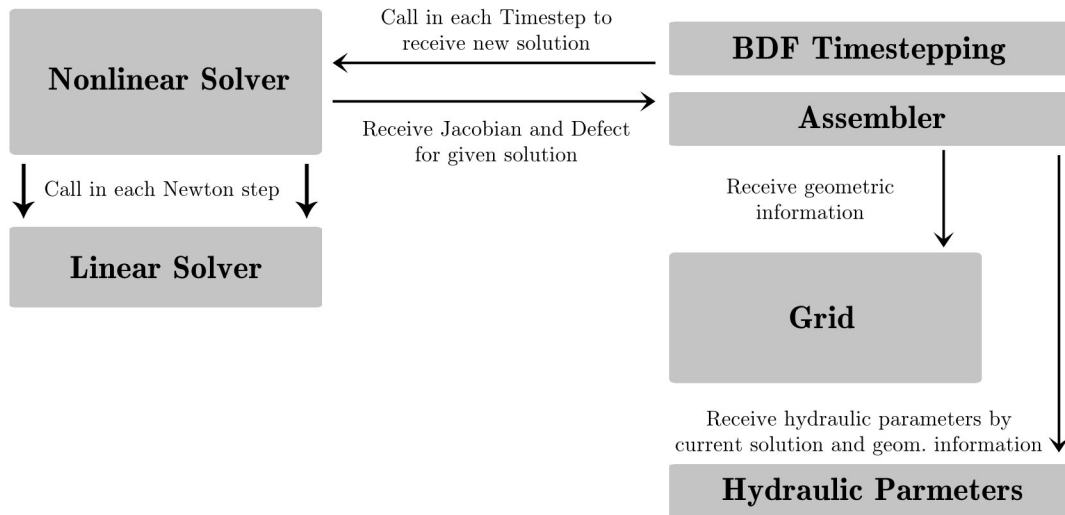 Call in each Timestep to
receive new solution
Nonlinear Solver
BDF Timestepping
Assembler
Receive Jacobian and Defect
for given solution
Call in each Newton step
Receive geometric
information
Linear Solver
Grid
Receive hydraulic parameters by
current solution and geom. information
Hydraulic Parmeters